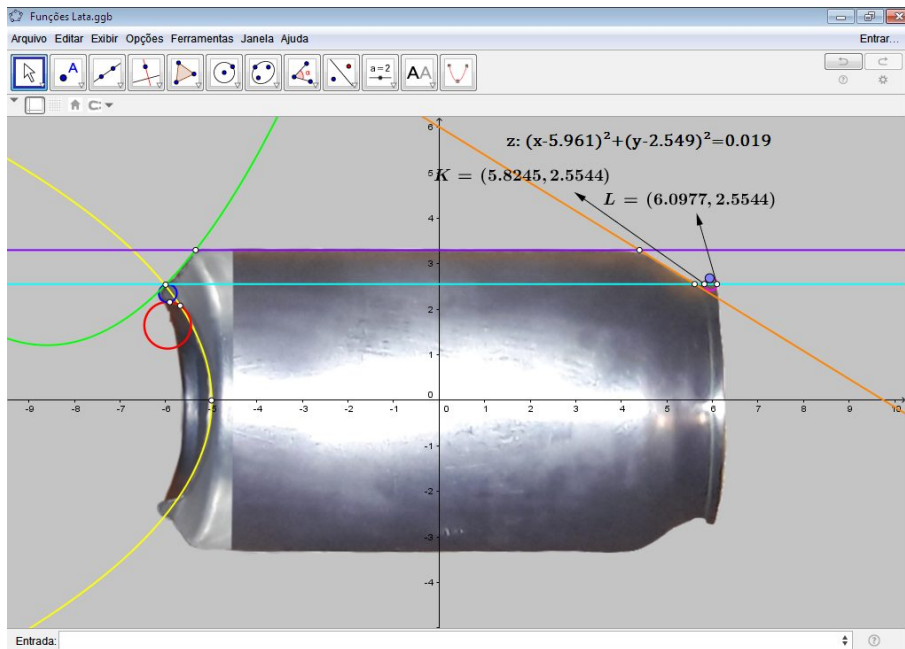 Funções Lata.ggb
Arquivo Editar Exibir Opções Ferramentas Janela Ajuda
Entrar...
A
α
a=2
AA
z: (x-5.961)²+(y-2.549)²=0.019
K = (5.8245, 2.5544)
L = (6.0977, 2.5544)
6
5
4
3
2
1
0
-1
-2
-3
-4
-9 -8 -7 -6 -5 -4 -3 -2 -1 0 1 2 3 4 5 6 7 8 9 10
Entrada: